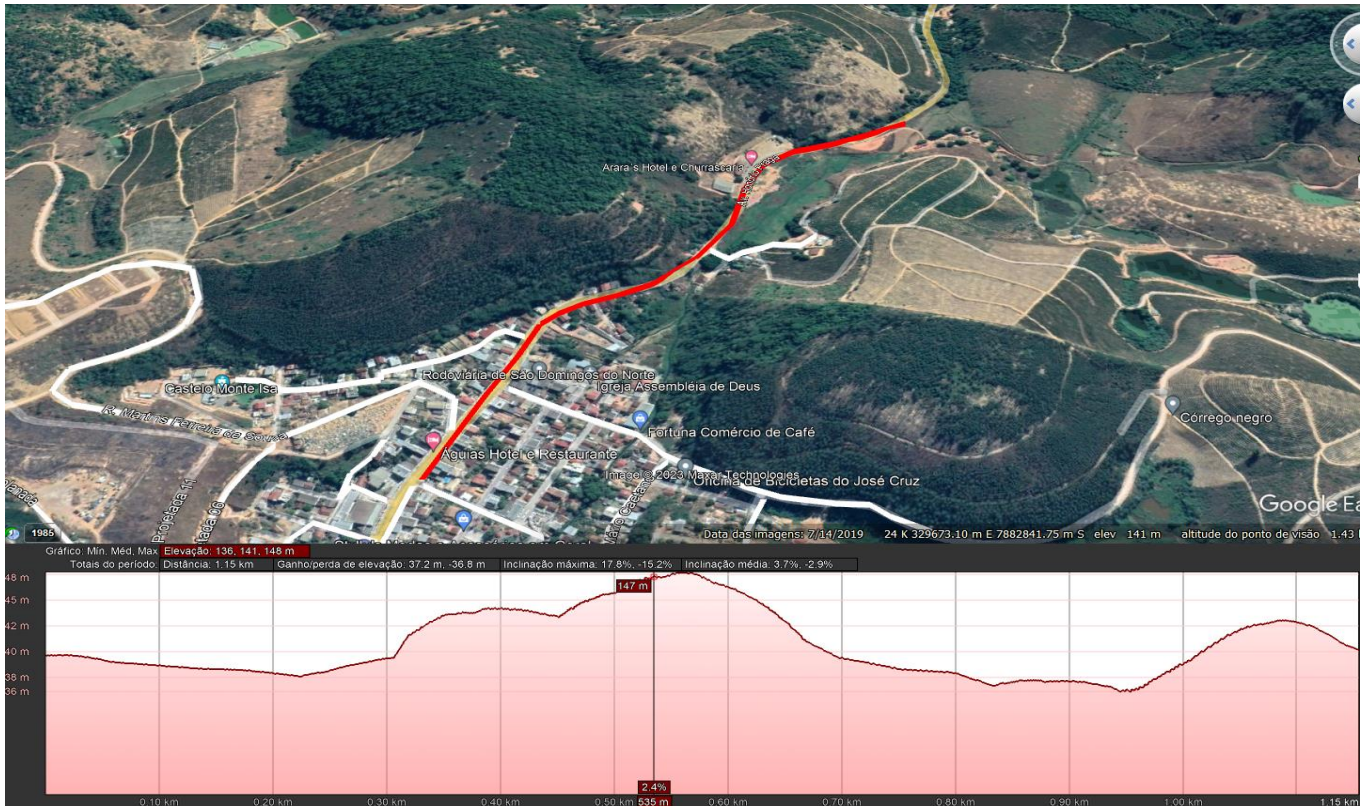 Arara's Hotel e Churrascaria
Rodoviária de São Domingos do Norte
Igreja Assembléia de Deus
Castelo Monte Isa
R. Martins Ferreira de Souza
Fortuna Comércio de Café
Córrego negro
Águias Hotel e Restaurante
Image © 2023 Maxar Technologies
Oficina de Bicicletas do José Cruz
Projetada 11
tada 06
Caetano
Google Ea
1985
Data das imagens: 7/14/2019 24 K 329673.10 m E 7882841.75 m S elev 141 m altitude do ponto de visão 1.43
Gráfico: Mín. Méd. Max Elevação: 136, 141, 148 m
Totais do período: Distância: 1.15 km Ganho/perda de elevação: 37.2 m, -36.8 m Inclinação máxima: 17.8%, -15.2% Inclinação média: 3.7%, -2.9%
48 m
147 m
45 m
42 m
40 m
38 m
36 m
2.4%
0.10 km 0.20 km 0.30 km 0.40 km 0.50 km 535 m 0.60 km 0.70 km 0.80 km 0.90 km 1.00 km 1.15 km